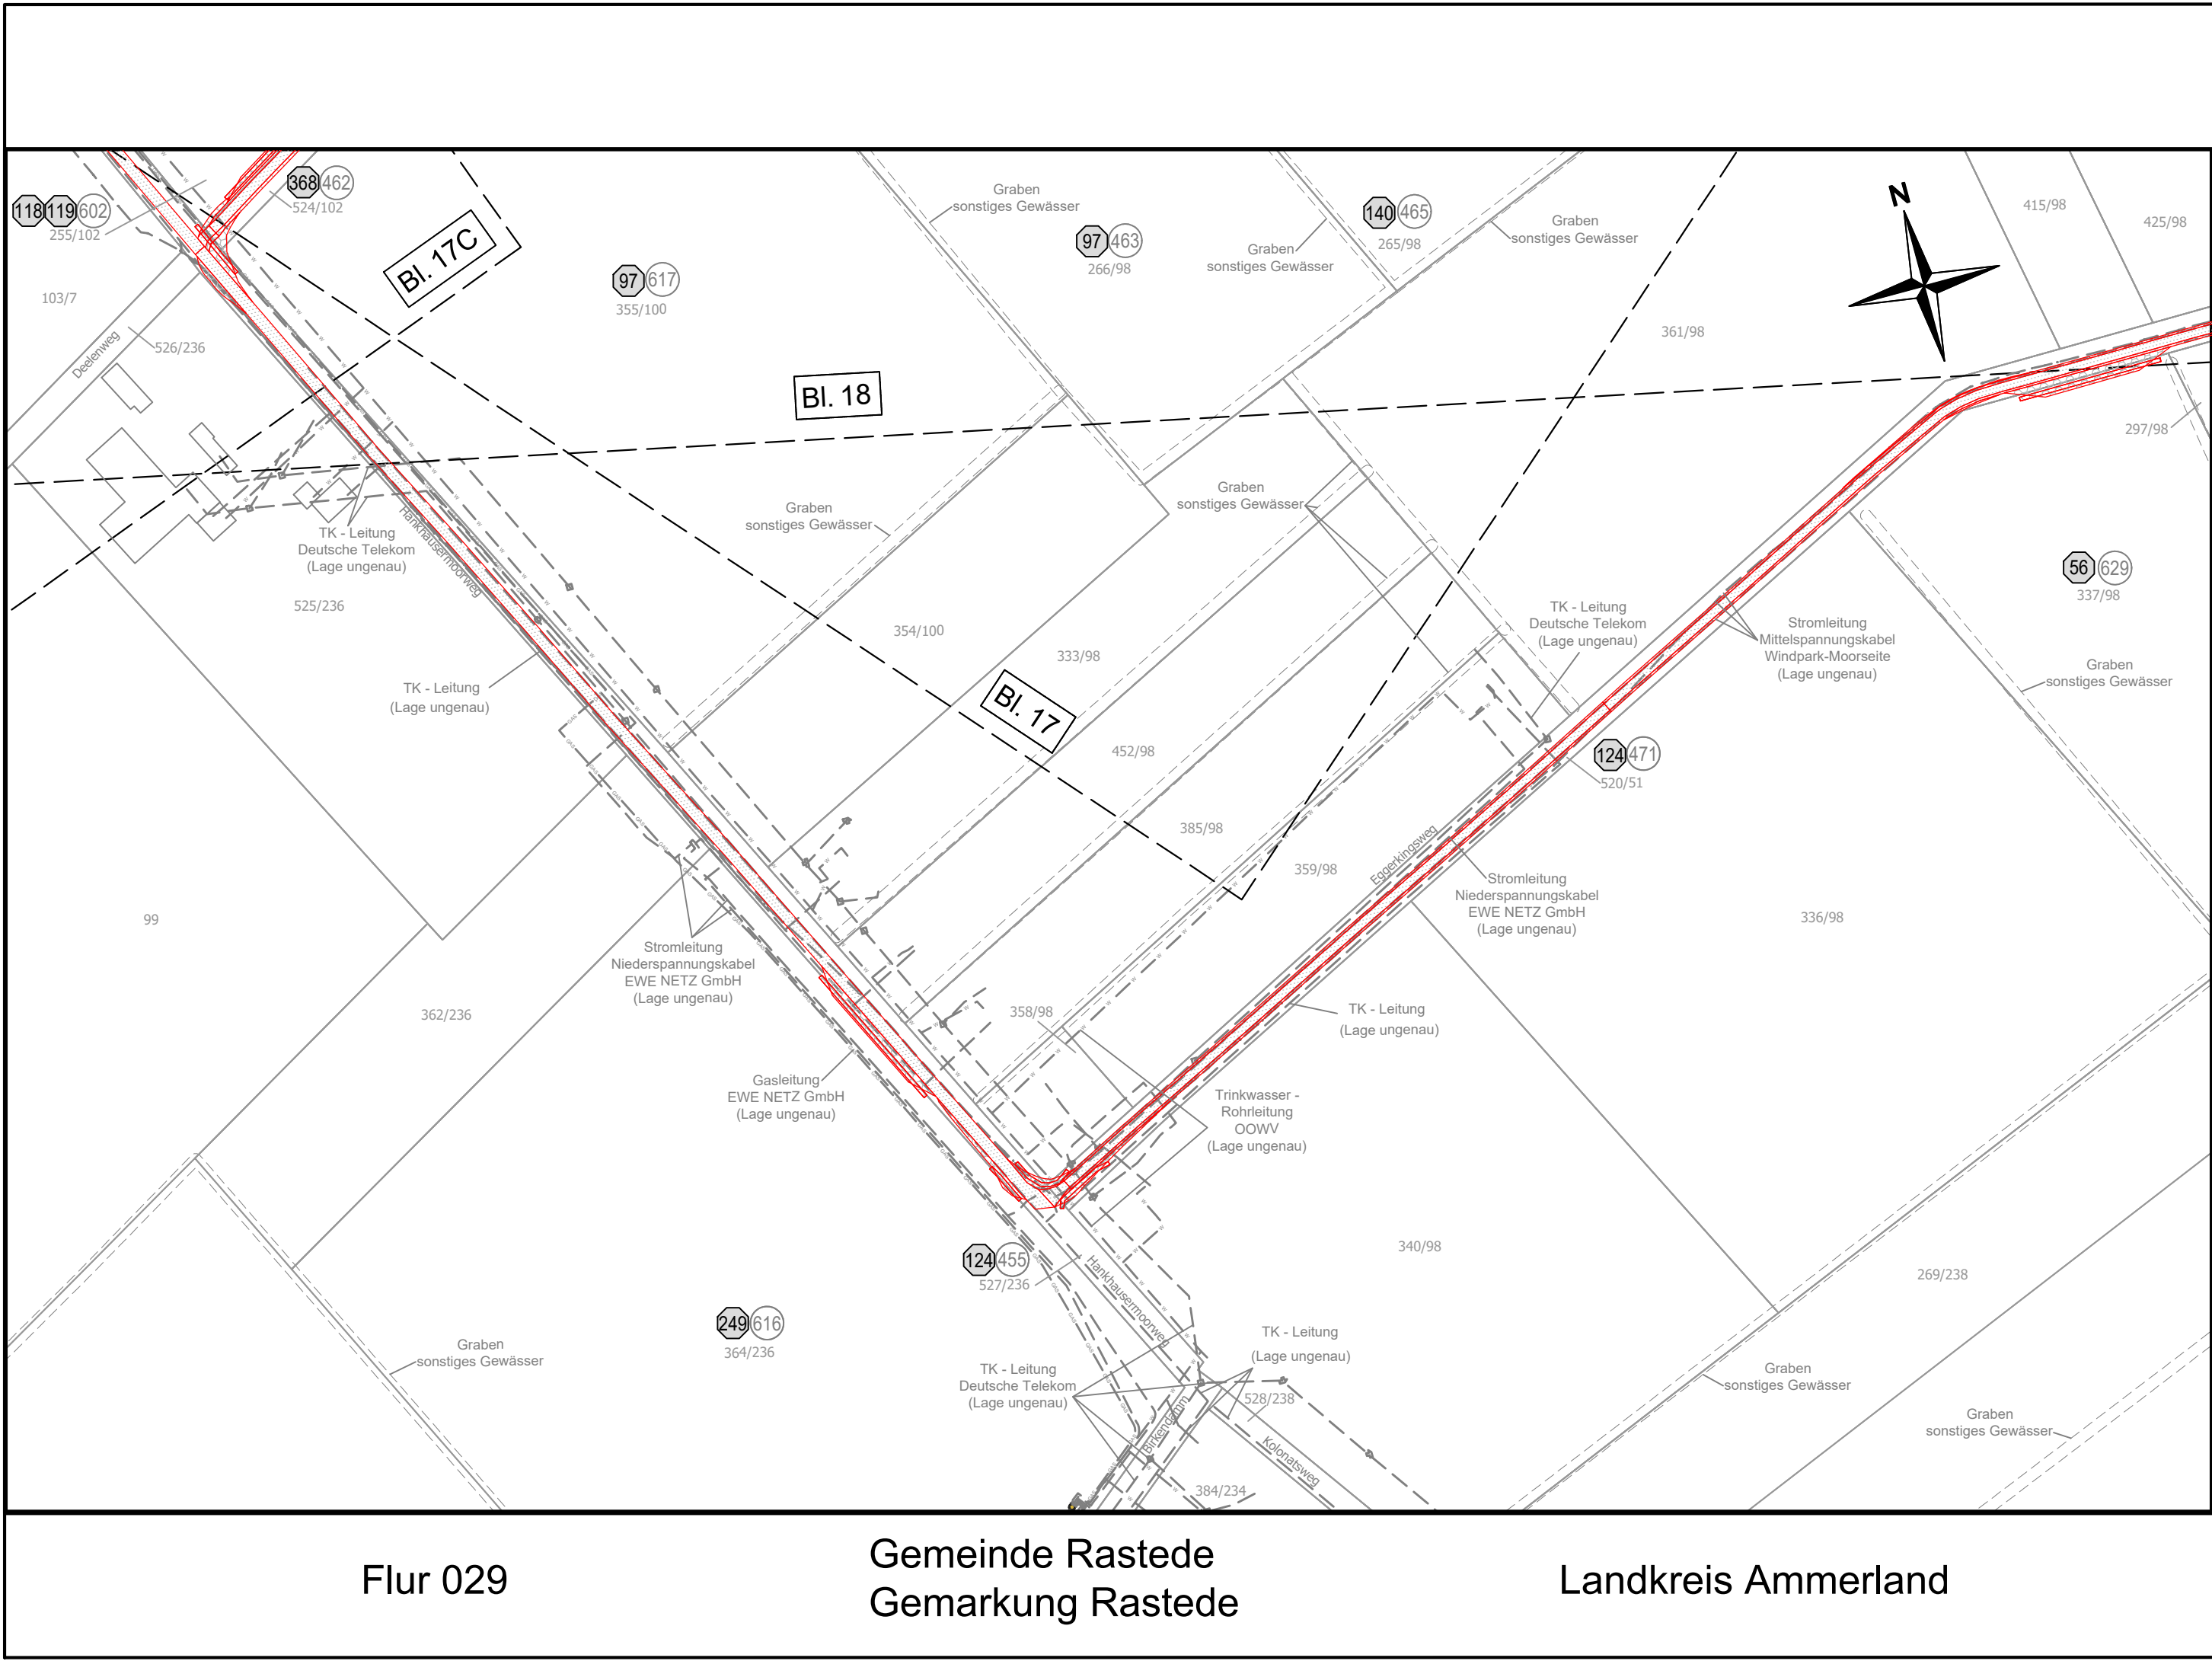 368
462
524/102
118
119
602
255/102
103/7
Deelenweg
526/236
Bl. 17C
97
617
355/100
Graben
sonstiges Gewässer
97
463
266/98
Graben
sonstiges Gewässer
140
465
265/98
Graben
sonstiges Gewässer
N
415/98
425/98
361/98
297/98
Bl. 18
Graben
sonstiges Gewässer
Graben
sonstiges Gewässer
TK - Leitung
Deutsche Telekom
(Lage ungenau)
Hankhausermoorweg
525/236
TK - Leitung
(Lage ungenau)
354/100
333/98
Bl. 17
452/98
385/98
359/98
TK - Leitung
Deutsche Telekom
(Lage ungenau)
Stromleitung
Mittelspannungskabel
Windpark-Moorseite
(Lage ungenau)
56
629
337/98
Graben
sonstiges Gewässer
124
471
520/51
Eggerkingsweg
Stromleitung
Niederspannungskabel
EWE NETZ GmbH
(Lage ungenau)
336/98
99
362/236
Stromleitung
Niederspannungskabel
EWE NETZ GmbH
(Lage ungenau)
358/98
TK - Leitung
(Lage ungenau)
Gasleitung
EWE NETZ GmbH
(Lage ungenau)
Trinkwasser -
Rohrleitung
OOWV
(Lage ungenau)
124
455
527/236
Hankhausermoorweg
340/98
269/238
249
616
364/236
Graben
sonstiges Gewässer
TK - Leitung
Deutsche Telekom
(Lage ungenau)
TK - Leitung
(Lage ungenau)
528/238
Birkendamm
Kolonatsweg
384/234
Graben
sonstiges Gewässer
Graben
sonstiges Gewässer
Flur 029
Gemeinde Rastede
Gemarkung Rastede
Landkreis Ammerland